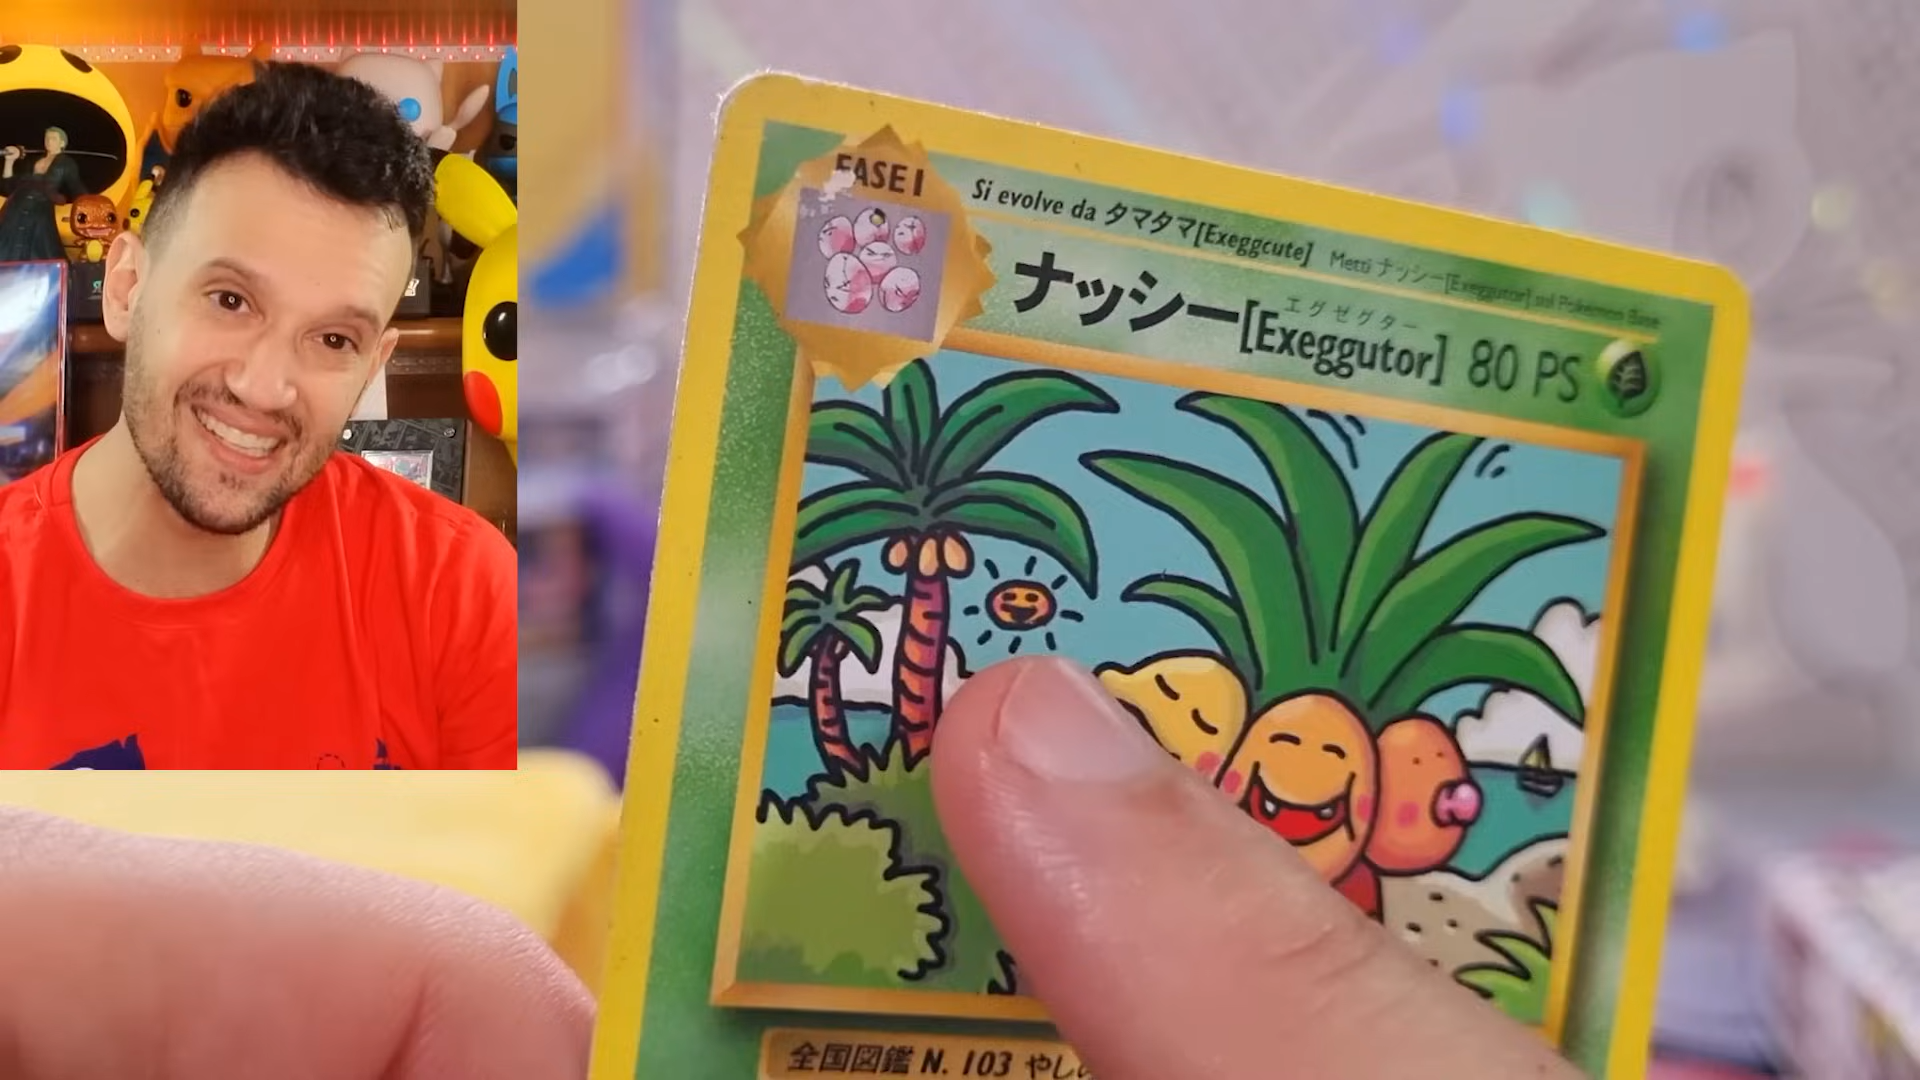 FASE 1
Si evolve da タマタマ[Exeggcute]
Metti ナッシー[Exeggutor] sul Pokémon Base
エグゼグター
ナッシー[Exeggutor] 80 PS
全国図鑑 N. 103 やし